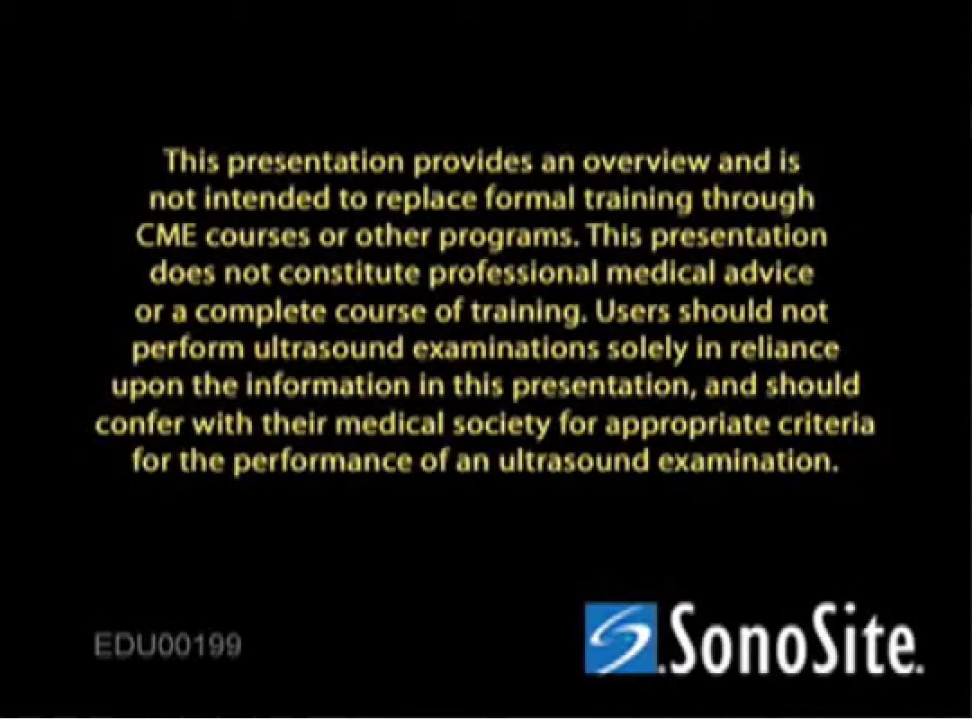 This presentation provides an overview and is
not intended to replace formal training through
CME courses or other programs. This presentation
does not constitute professional medical advice
or a complete course of training. Users should not
perform ultrasound examinations solely in reliance
upon the information in this presentation, and should
confer with their medical society for appropriate criteria
for the performance of an ultrasound examination.
EDU00199
SonoSite.